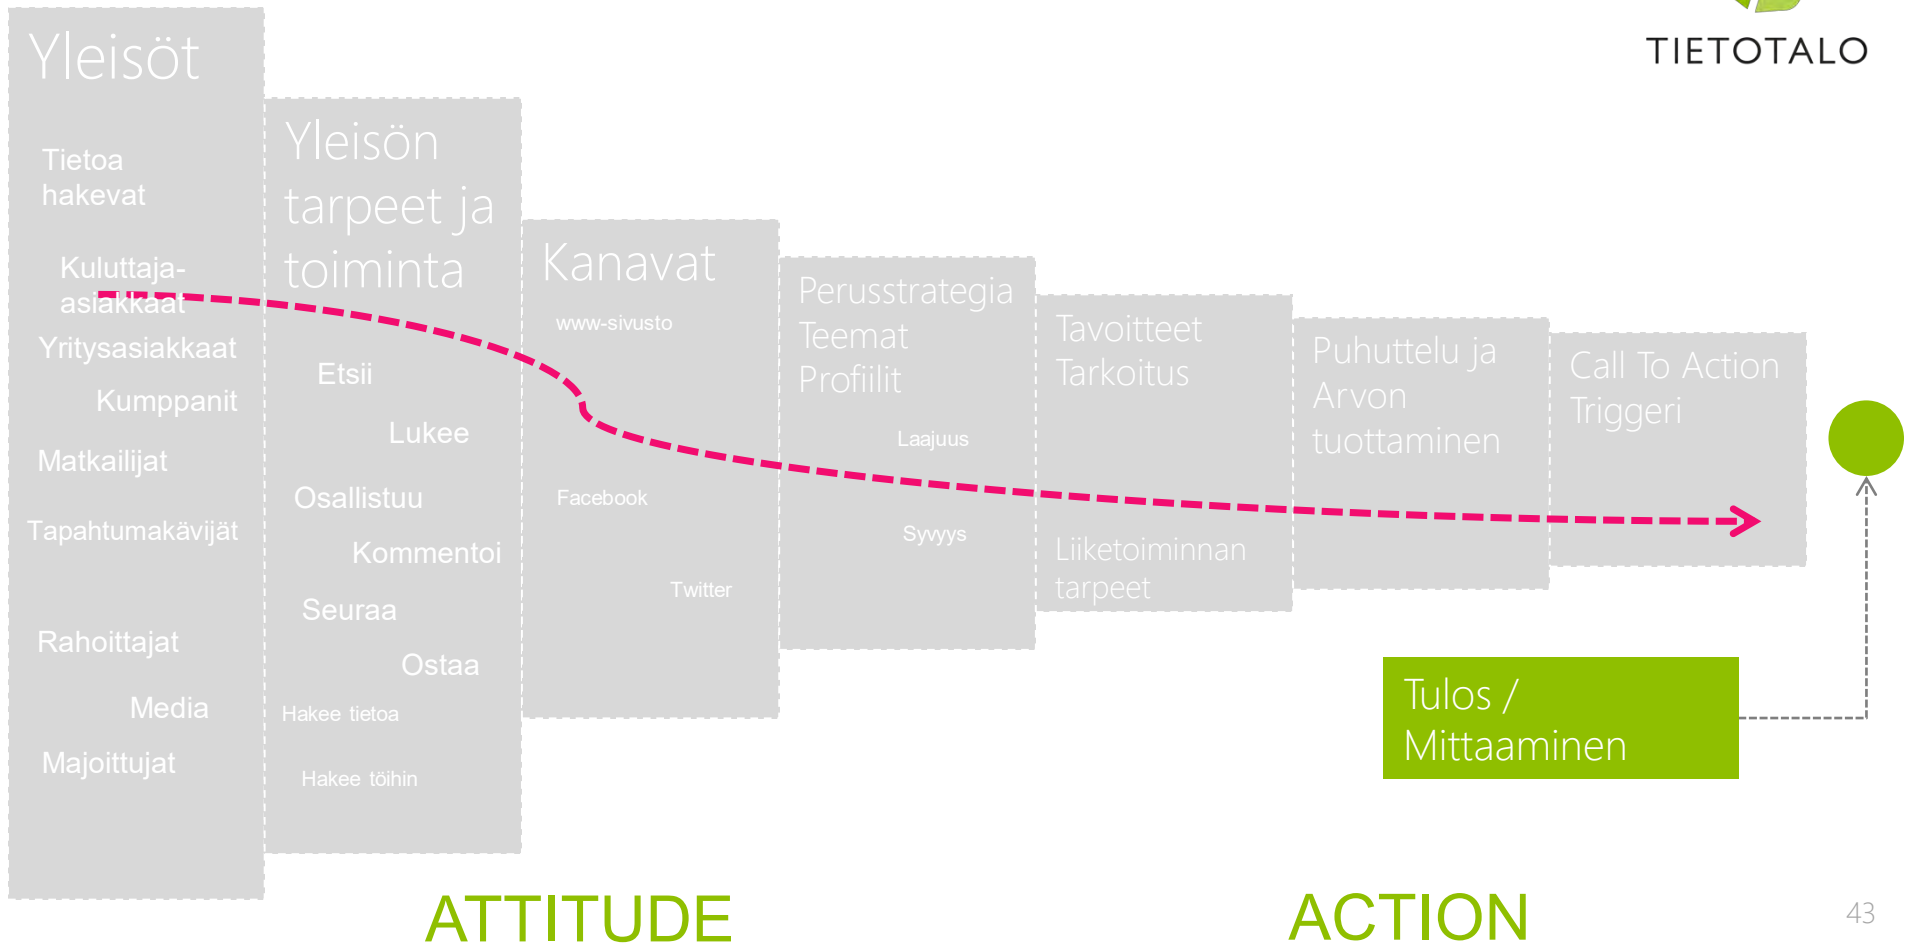 TIETOTALO
Yleisöt
Tietoa
hakevat
Kuluttaja-
asiakkaat
Yritysasiakkaat
Kumppanit
Matkailijat
Tapahtumakävijät
Rahoittajat
Media
Majoittujat
Yleisön
tarpeet ja
toiminta
Etsii
Lukee
Osallistuu
Kommentoi
Seuraa
Ostaa
Hakee tietoa
Hakee töihin
Kanavat
www-sivusto
Facebook
Twitter
Perusstrategia
Teemat
Profiilit
Laajuus
Syvyys
Tavoitteet
Tarkoitus
Liiketoiminnan
tarpeet
Puhuttelu ja
Arvon
tuottaminen
Call To Action
Triggeri
Tulos /
Mittaaminen
ATTITUDE
ACTION
43